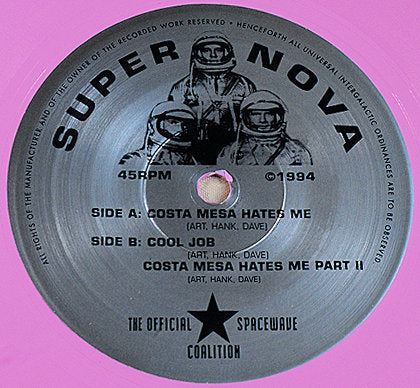 ALL RIGHTS OF THE MANUFACTURER AND OF THE OWNER OF THE RECORDED WORK RESERVED • HENCEFORTH ALL UNIVERSAL INTERGALACTIC ORDINANCES ARE TO BE OBSERVED
SUPER NOVA
45RPM ©1994
SIDE A: COSTA MESA HATES ME
(ART, HANK, DAVE)
SIDE B: COOL JOB
(ART, HANK, DAVE)
COSTA MESA HATES ME PART II
(ART, HANK, DAVE)
THE OFFICIAL SPACEWAVE
COALITION